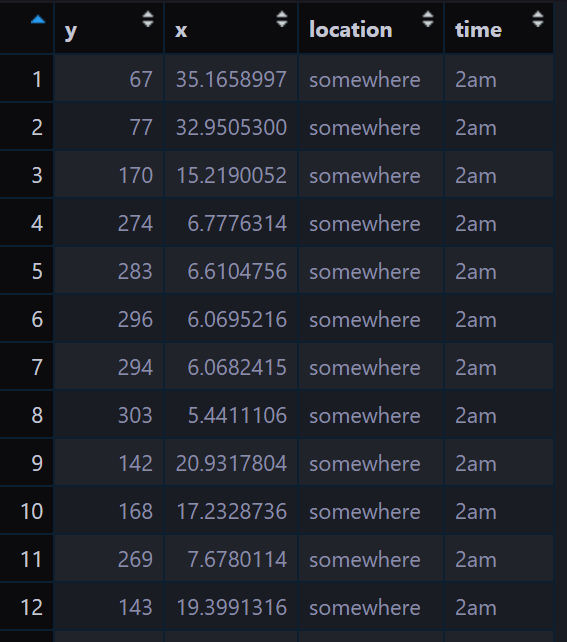 y x location time
1 67 35.1658997 somewhere 2am
2 77 32.9505300 somewhere 2am
3 170 15.2190052 somewhere 2am
4 274 6.7776314 somewhere 2am
5 283 6.6104756 somewhere 2am
6 296 6.0695216 somewhere 2am
7 294 6.0682415 somewhere 2am
8 303 5.4411106 somewhere 2am
9 142 20.9317804 somewhere 2am
10 168 17.2328736 somewhere 2am
11 269 7.6780114 somewhere 2am
12 143 19.3991316 somewhere 2am